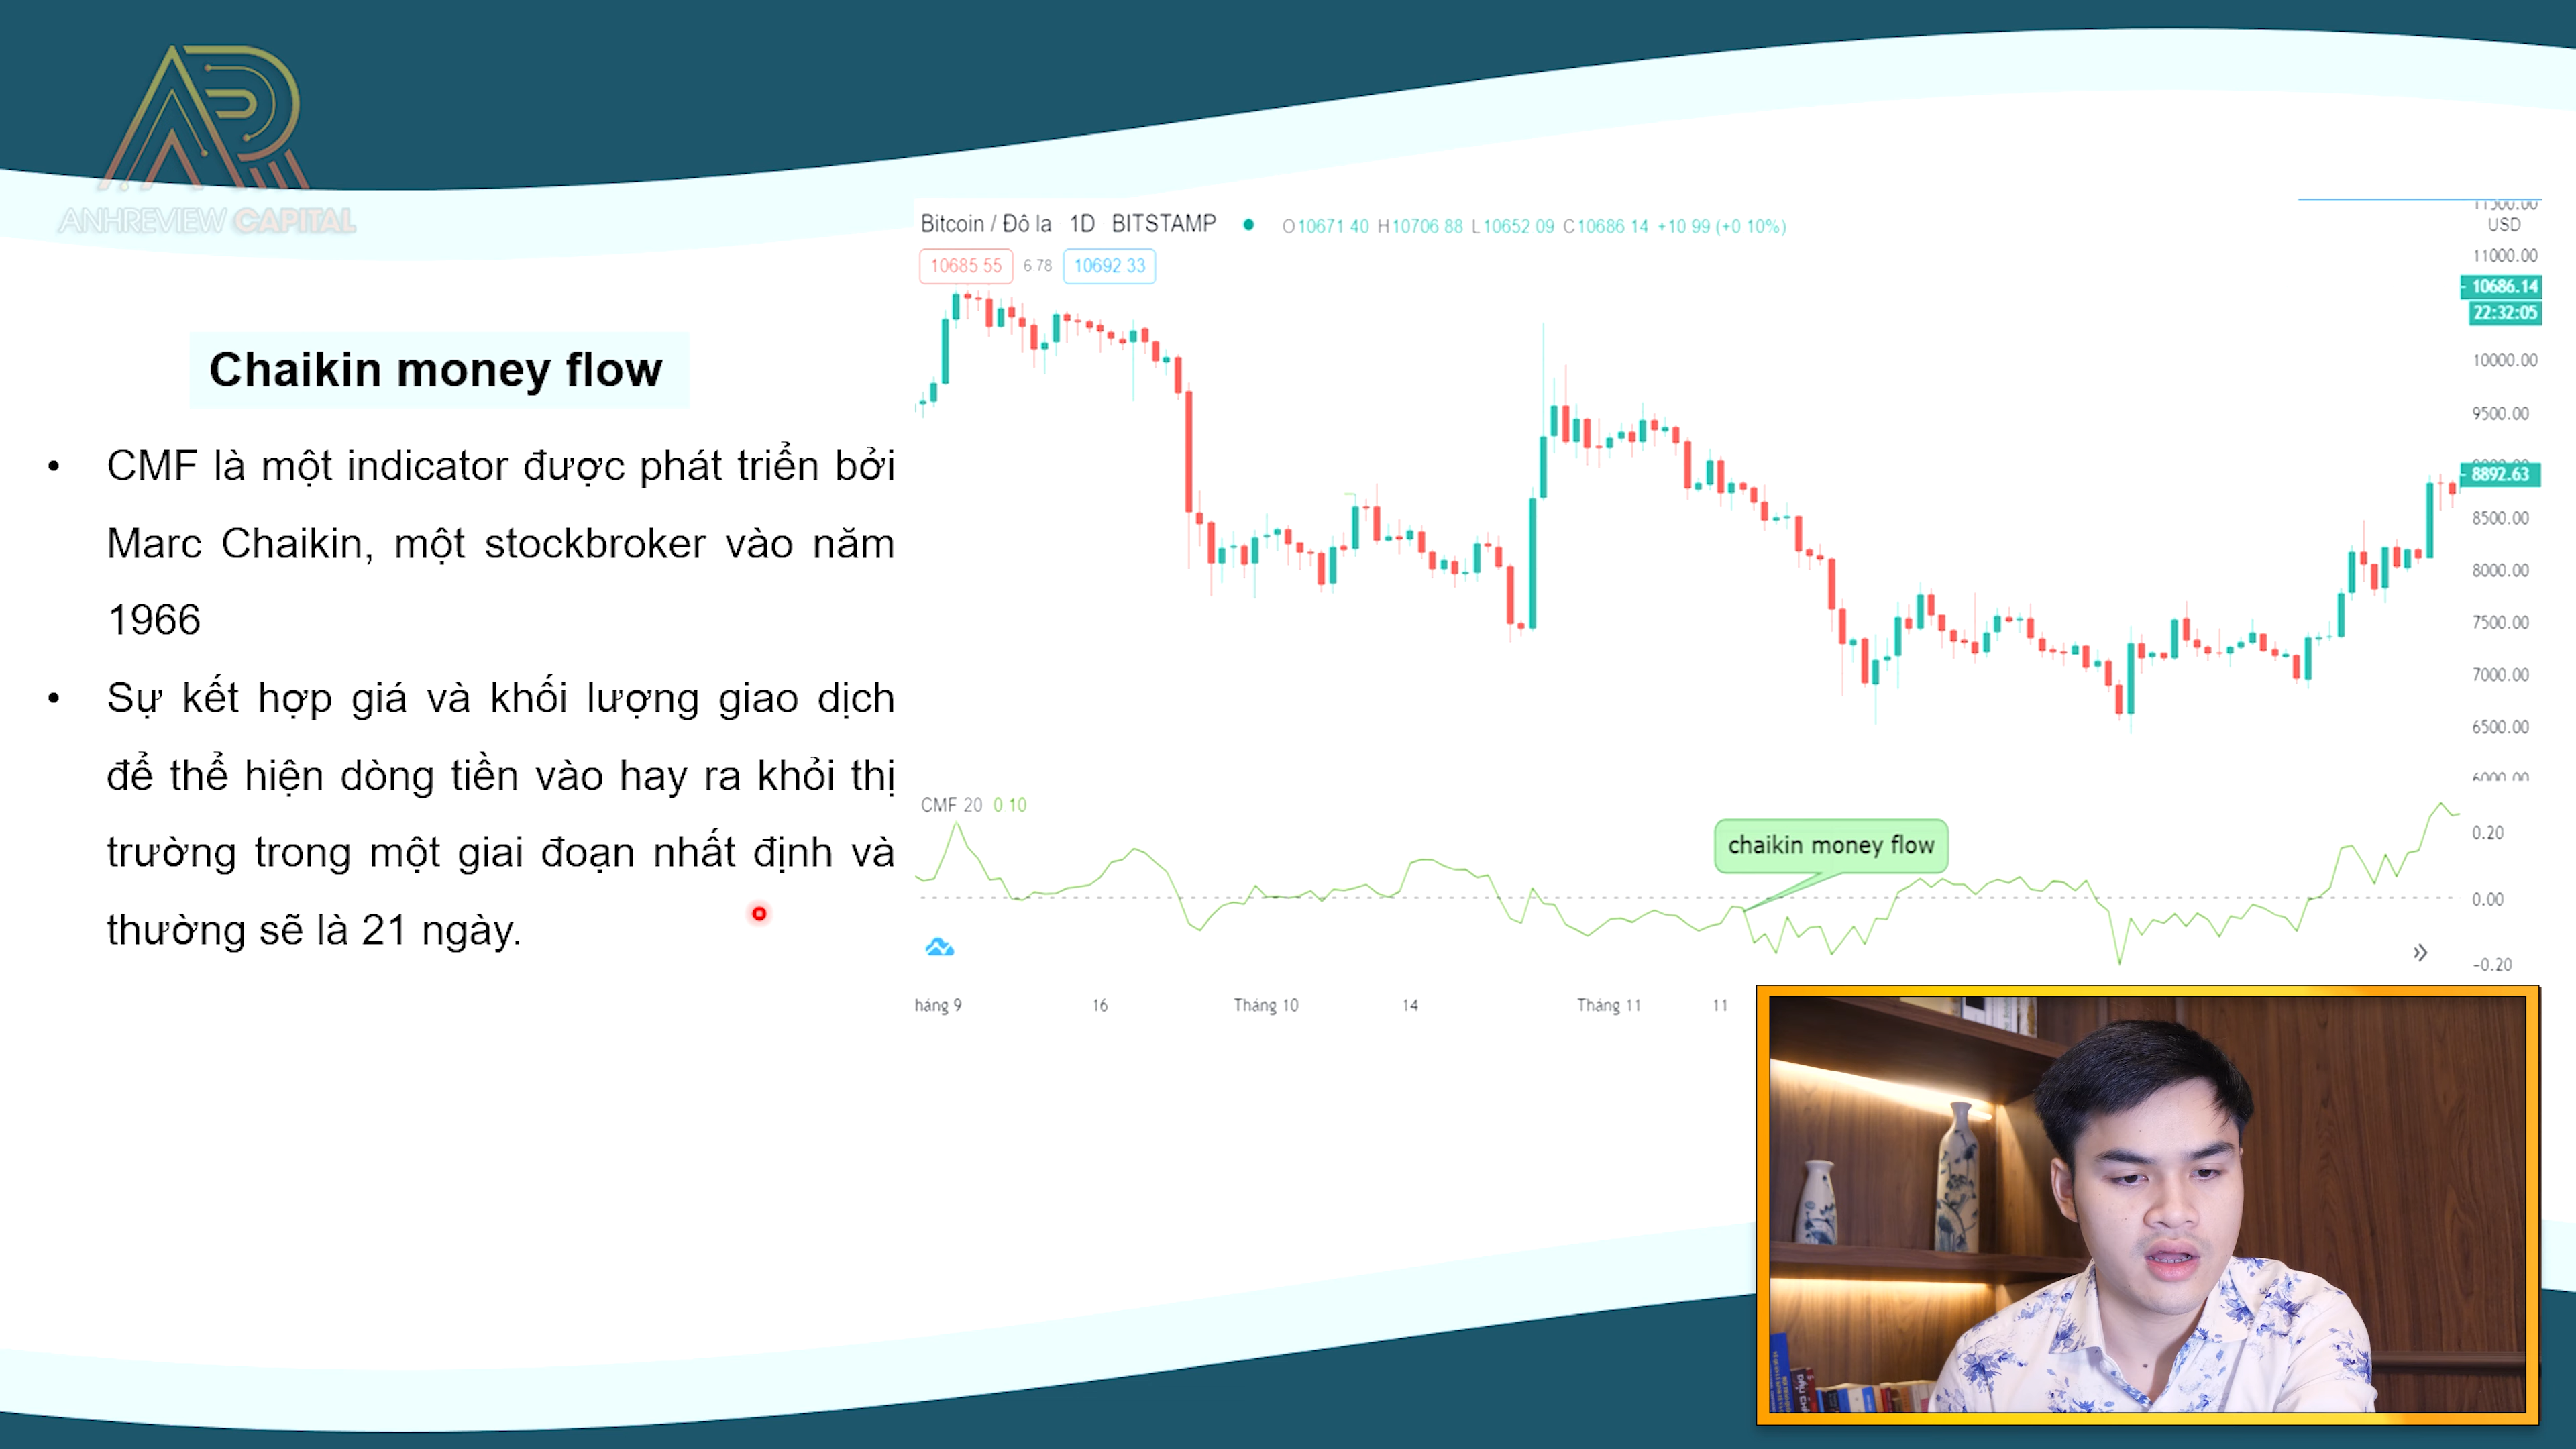 ANHREVIEW CAPITAL
Chaikin money flow
• CMF là một indicator được phát triển bởi
Marc Chaikin, một stockbroker vào năm
1966
• Sự kết hợp giá và khối lượng giao dịch
để thể hiện dòng tiền vào hay ra khỏi thị
trường trong một giai đoạn nhất định và
thường sẽ là 21 ngày.
Bitcoin / Đô la 1D BITSTAMP O10671 40 H10706 88 L10652 09 C10686 14 +10 99 (+0 10%)
10685 55 6 78 10692 33
11500.00
USD
11000.00
10686.14
22:32:05
10000.00
9500.00
8892.63
8500.00
8000.00
7500.00
7000.00
6500.00
6000.00
CMF 20 0 10
chaikin money flow
0.20
0.00
-0.20
háng 9 16 Tháng 10 14 Tháng 11 11